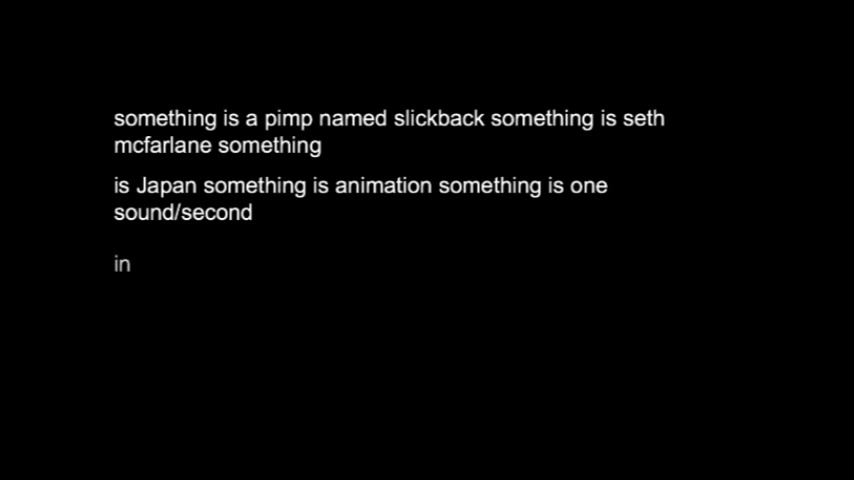 something is a pimp named slickback something is seth
mcfarlane something
is Japan something is animation something is one
sound/second
in